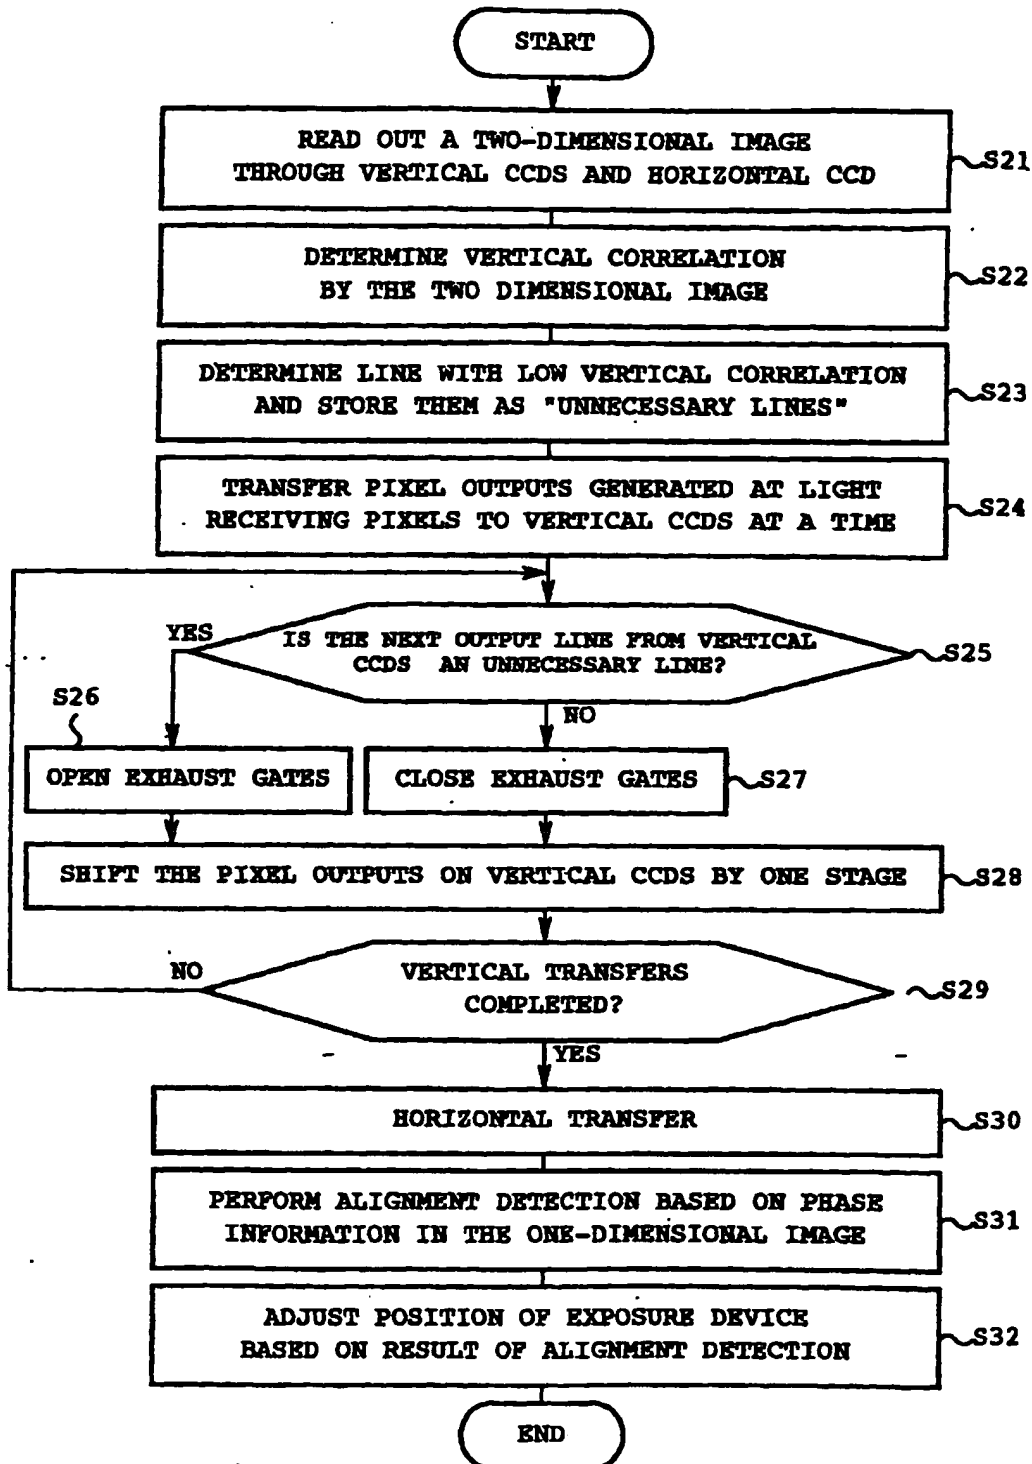 START
READ OUT A TWO-DIMENSIONAL IMAGE
THROUGH VERTICAL CCDS AND HORIZONTAL CCD
S21
DETERMINE VERTICAL CORRELATION
BY THE TWO DIMENSIONAL IMAGE
S22
DETERMINE LINE WITH LOW VERTICAL CORRELATION
AND STORE THEM AS "UNNECESSARY LINES"
S23
TRANSFER PIXEL OUTPUTS GENERATED AT LIGHT
RECEIVING PIXELS TO VERTICAL CCDS AT A TIME
S24
YES
IS THE NEXT OUTPUT LINE FROM VERTICAL
CCDS AN UNNECESSARY LINE?
S25
S26
NO
OPEN EXHAUST GATES
CLOSE EXHAUST GATES
S27
SHIFT THE PIXEL OUTPUTS ON VERTICAL CCDS BY ONE STAGE
S28
NO
VERTICAL TRANSFERS
COMPLETED?
S29
YES
HORIZONTAL TRANSFER
S30
PERFORM ALIGNMENT DETECTION BASED ON PHASE
INFORMATION IN THE ONE-DIMENSIONAL IMAGE
S31
ADJUST POSITION OF EXPOSURE DEVICE
BASED ON RESULT OF ALIGNMENT DETECTION
S32
END